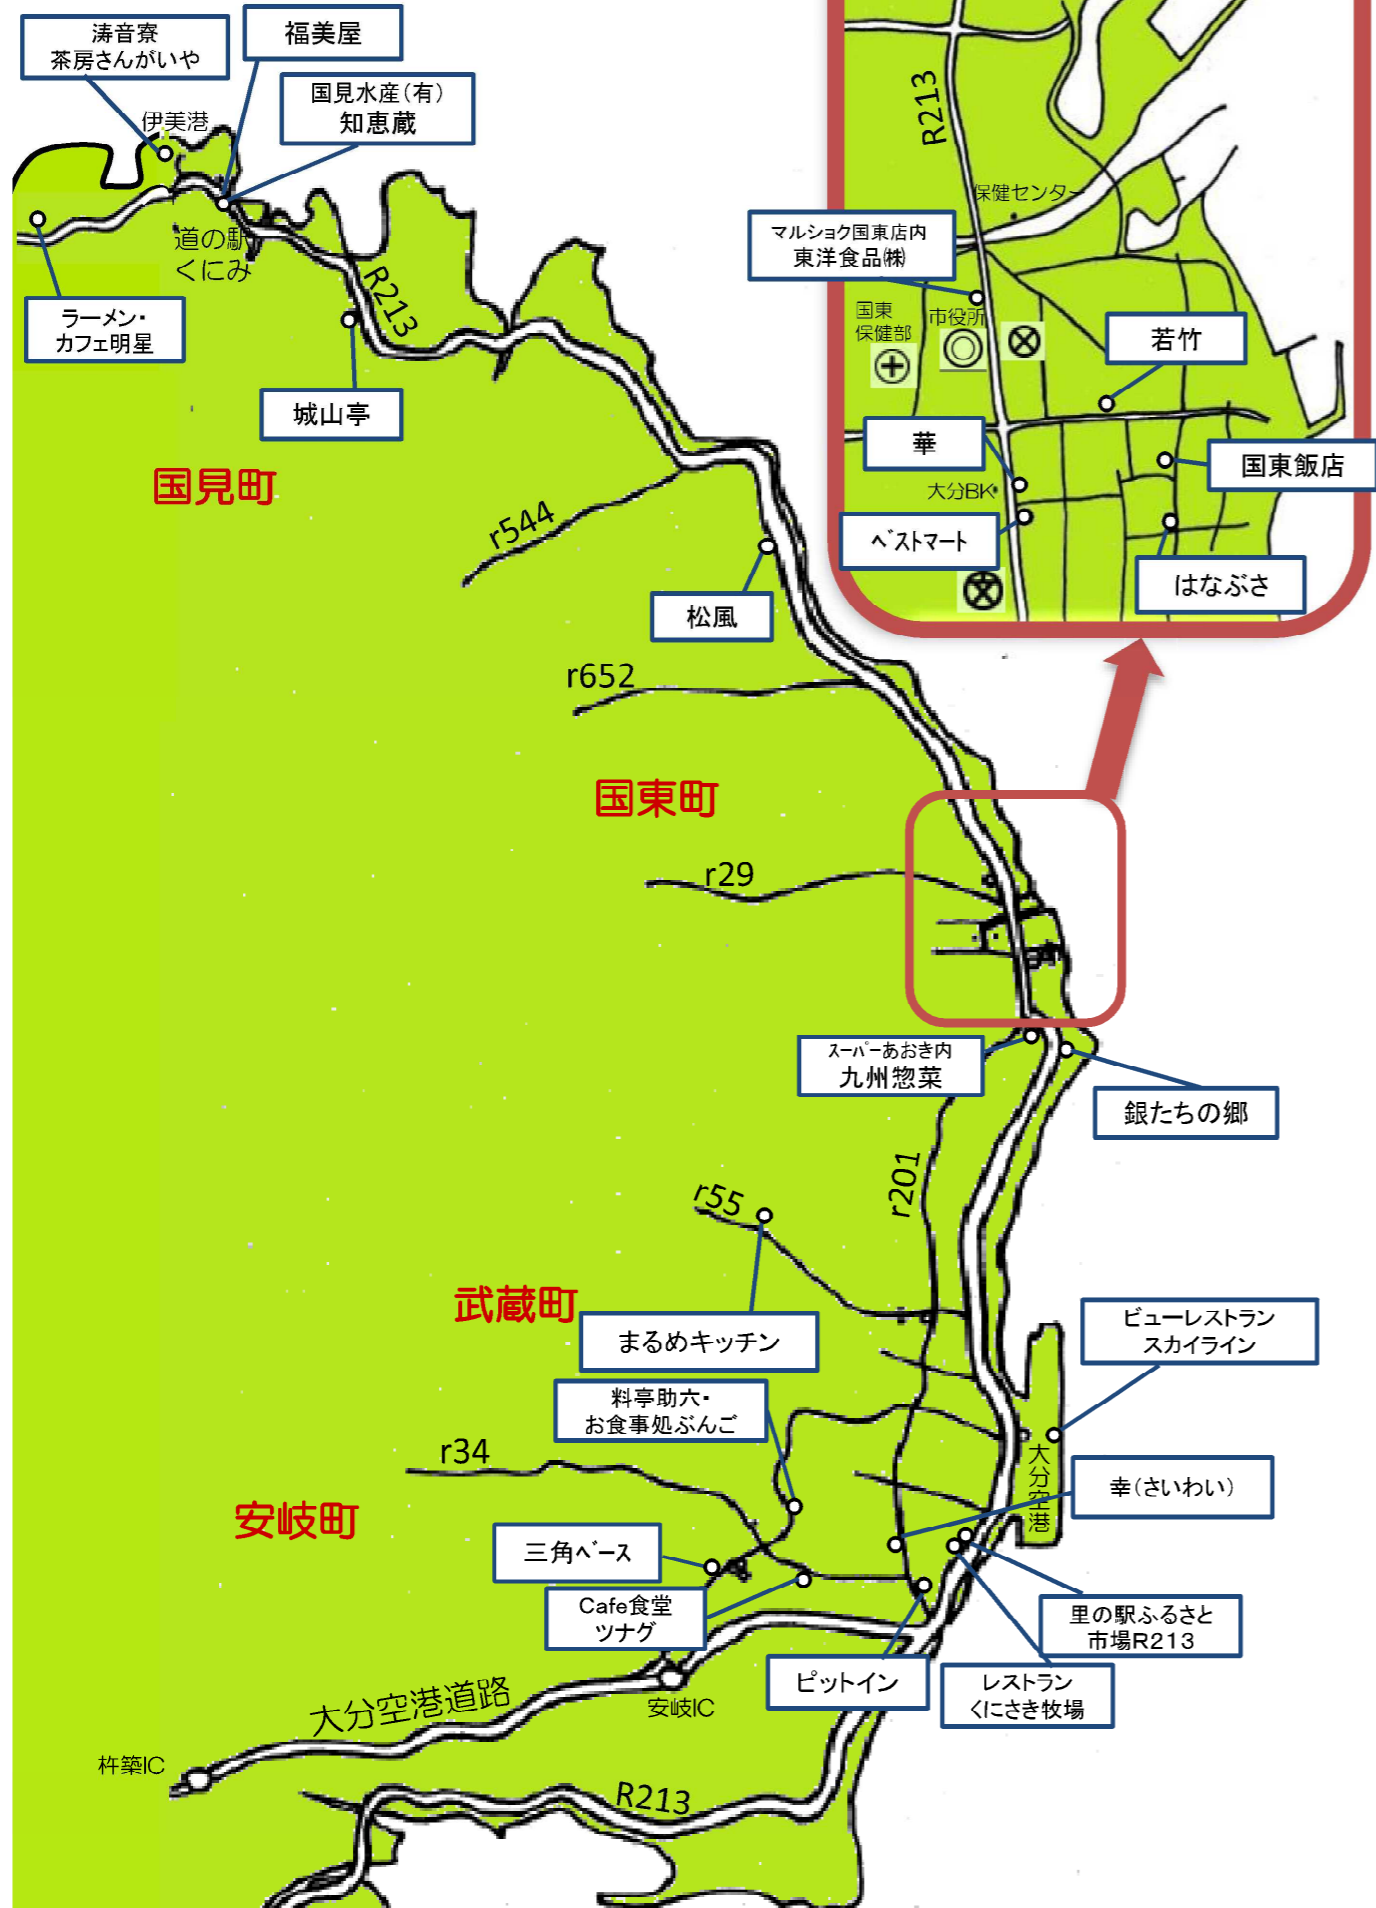 涛音寮
茶房さんがいや
福美屋
国見水産(有)
知恵蔵
伊美港
道の駅
くにみ
ラーメン・
カフェ明星
R213
城山亭
国見町
r544
松風
r652
国東町
r29
R213
保健センター
マルショク国東店内
東洋食品㈱
国東
保健部
市役所
若竹
華
国東飯店
大分BK
ベストマート
はなぶさ
スーパーあおき内
九州惣菜
銀たちの郷
r201
r55
武蔵町
まるめキッチン
ビューレストラン
スカイライン
料亭助六・
お食事処ぶんご
r34
大分空港
幸(さいわい)
安岐町
三角ベース
Cafe食堂
ツナグ
里の駅ふるさと
市場R213
ピットイン
レストラン
くにさき牧場
大分空港道路
安岐IC
杵築IC
R213